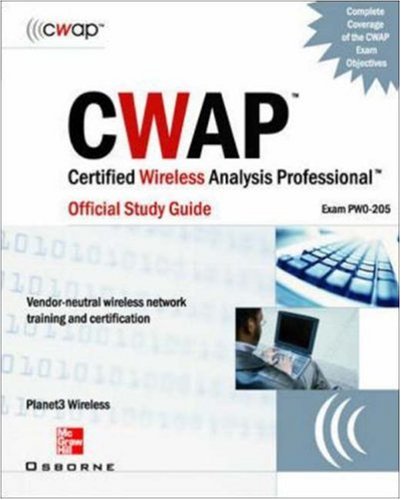 cwap™
Complete
Coverage
of the CWAP
Exam
Objectives
CWAP™
Certified Wireless Analysis Professional™
Official Study Guide
Exam PW0-205
Vendor-neutral wireless network
training and certification
Planet3 Wireless
Mc
Graw
Hill
OSBORNE